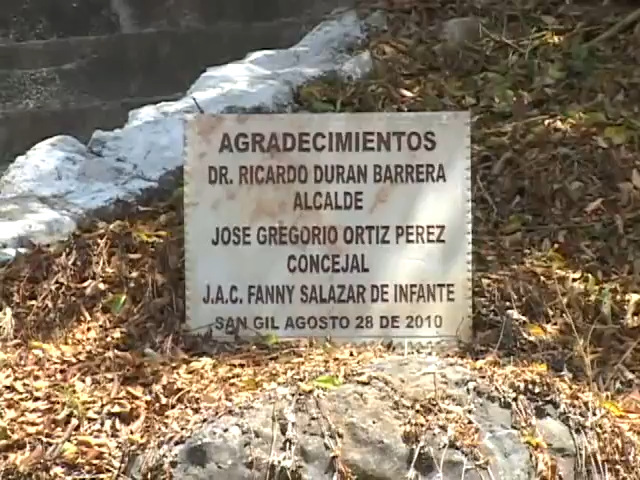 AGRADECIMIENTOS
DR. RICARDO DURAN BARRERA
ALCALDE
JOSE GREGORIO ORTIZ PEREZ
CONCEJAL
J.A.C. FANNY SALAZAR DE INFANTE
SAN GIL AGOSTO 28 DE 2010